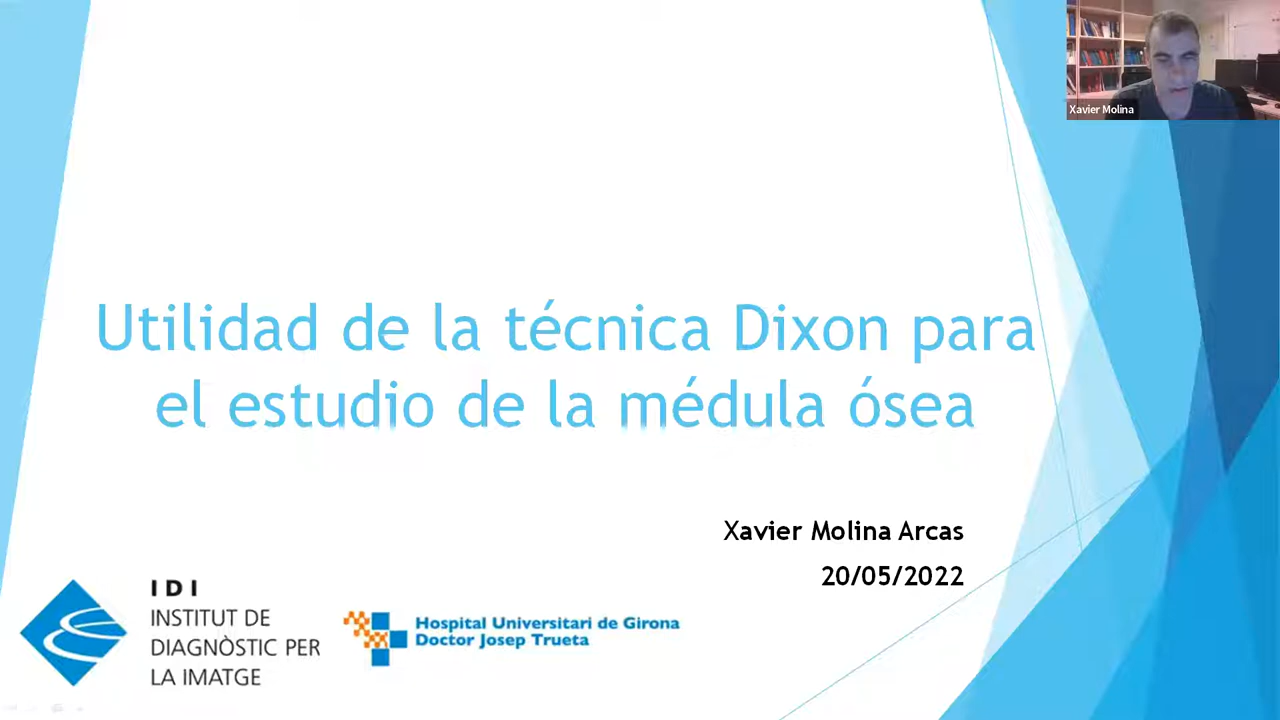 Xavier Molina
Utilidad de la técnica Dixon para
el estudio de la médula ósea
Xavier Molina Arcas
20/05/2022
IDI
INSTITUT DE
DIAGNÒSTIC PER
LA IMATGE
Hospital Universitari de Girona
Doctor Josep Trueta